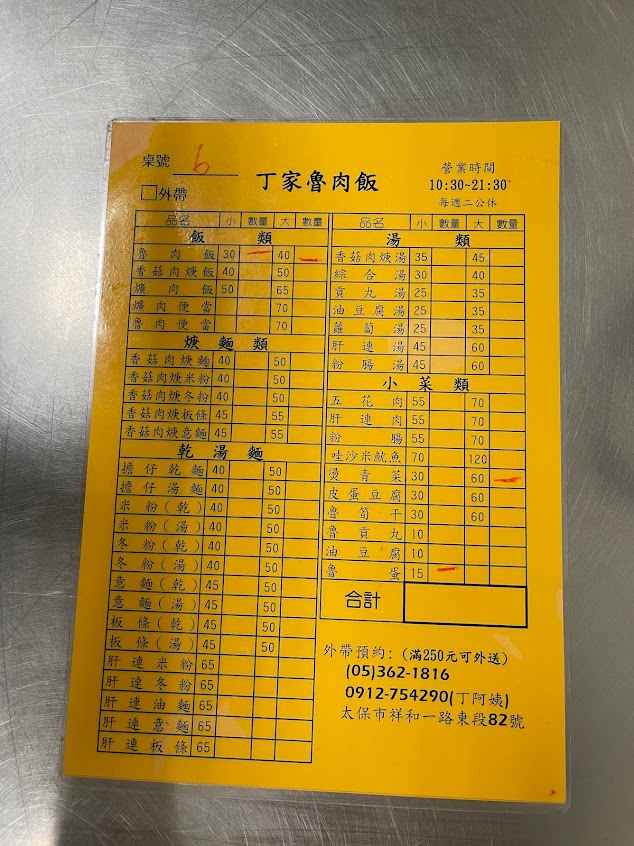 桌號 6
丁家魯肉飯
□外帶
營業時間
10:30~21:30
每週二公休
品名 小 數量 大 數量
飯類
魯肉飯 30 一 40 一
香菇肉焿飯 40 50
爌肉飯 50 65
爌肉便當 70
魯肉便當 70
焿麵類
香菇肉焿麵 40 50
香菇肉焿米粉 40 50
香菇肉焿冬粉 40 50
香菇肉焿板條 45 55
香菇肉焿意麵 45 55
乾湯麵
擔仔乾麵 40 50
擔仔湯麵 40 50
米粉(乾) 40 50
米粉(湯) 40 50
冬粉(乾) 40 50
冬粉(湯) 40 50
意麵(乾) 45 50
意麵(湯) 45 50
板條(乾) 45 50
板條(湯) 45 50
肝連米粉 65
肝連冬粉 65
肝連油麵 65
肝連意麵 65
肝連板條 65
品名 小 數量 大 數量
湯類
香菇肉焿湯 35 45
綜合湯 30 40
貢丸湯 25 35
油豆腐湯 25 35
蘿蔔湯 25 35
肝連湯 45 60
粉腸湯 45 60
小菜類
五花肉 55 70
肝連肉 55 70
粉腸 55 70
哇沙米魷魚 70 120
燙青菜 30 60 一
皮蛋豆腐 30 60
魯筍干 30 60
魯貢丸 10
油豆腐 10
魯蛋 15 一
合計
外帶預約:(滿250元可外送)
(05)362-1816
0912-754290(丁阿姨)
太保市祥和一路東段82號